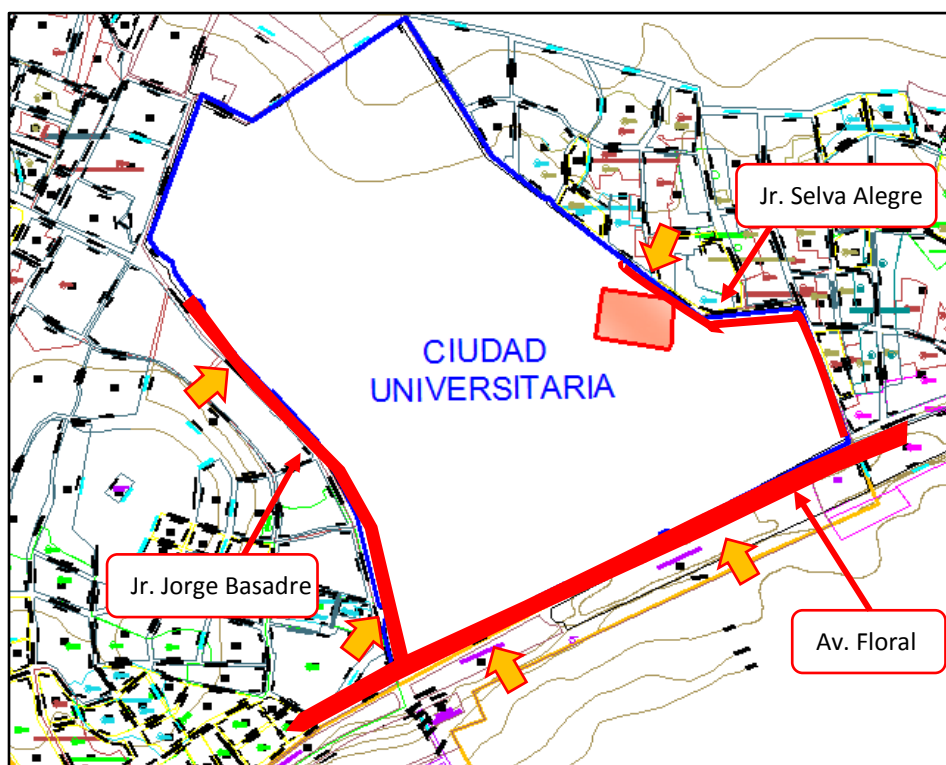 Jr. Selva Alegre
CIUDAD
UNIVERSITARIA
Jr. Jorge Basadre
Av. Floral